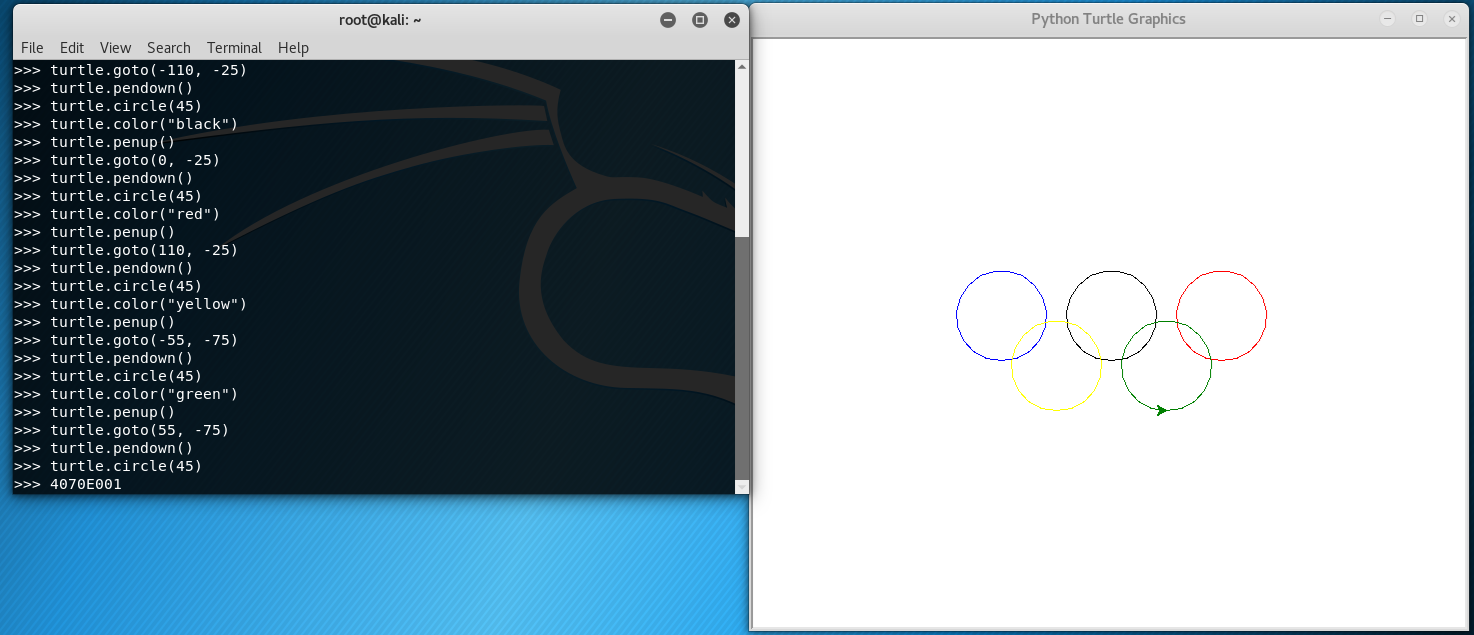 root@kali: ~
File Edit View Search Terminal Help
>>> turtle.goto(-110, -25)
>>> turtle.pendown()
>>> turtle.circle(45)
>>> turtle.color("black")
>>> turtle.penup()
>>> turtle.goto(0, -25)
>>> turtle.pendown()
>>> turtle.circle(45)
>>> turtle.color("red")
>>> turtle.penup()
>>> turtle.goto(110, -25)
>>> turtle.pendown()
>>> turtle.circle(45)
>>> turtle.color("yellow")
>>> turtle.penup()
>>> turtle.goto(-55, -75)
>>> turtle.pendown()
>>> turtle.circle(45)
>>> turtle.color("green")
>>> turtle.penup()
>>> turtle.goto(55, -75)
>>> turtle.pendown()
>>> turtle.circle(45)
>>> 4070E001
Python Turtle Graphics